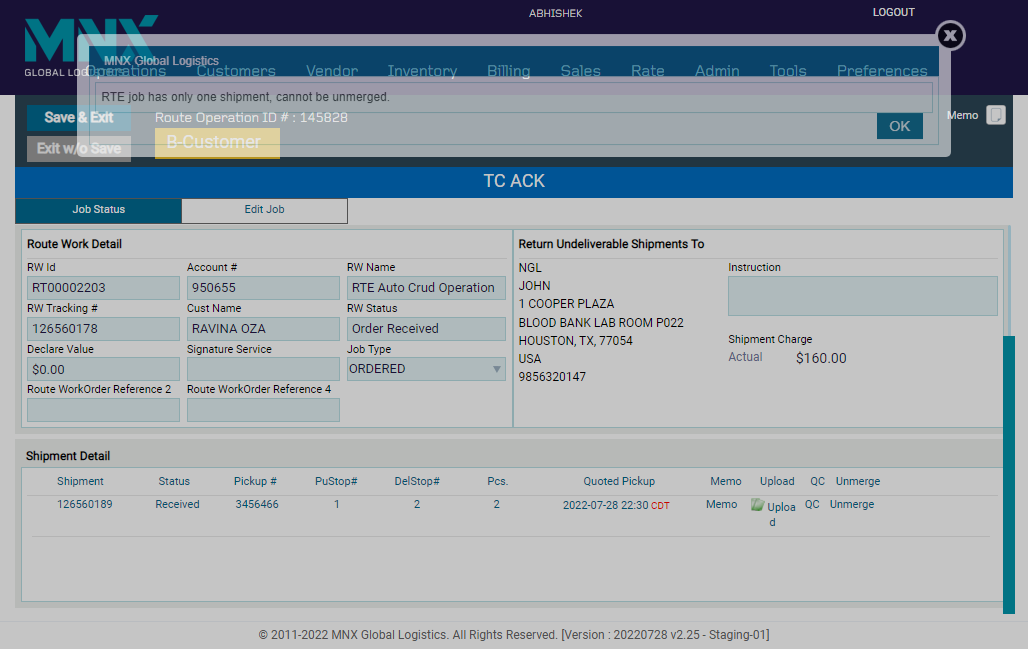 ABHISHEK
LOGOUT
MNX
GLOBAL LOG
MNX Global Logistics
Operations Customers Vendor Inventory Billing Sales Rate Admin Tools Preferences
RTE job has only one shipment, cannot be unmerged.
OK
Save & Exit
Route Operation ID # : 145828
Memo
Exit w/o Save
B-Customer
TC ACK
Job Status
Edit Job
Route Work Detail
RW Id Account # RW Name
RT00002203 950655 RTE Auto Crud Operation
RW Tracking # Cust Name RW Status
126560178 RAVINA OZA Order Received
Declare Value Signature Service Job Type
$0.00 ORDERED
Route WorkOrder Reference 2 Route WorkOrder Reference 4
Return Undeliverable Shipments To
NGL
JOHN
1 COOPER PLAZA
BLOOD BANK LAB ROOM P022
HOUSTON, TX, 77054
USA
9856320147
Instruction
Shipment Charge
Actual $160.00
Shipment Detail
Shipment Status Pickup # PuStop# DelStop# Pcs. Quoted Pickup Memo Upload QC Unmerge
126560189 Received 3456466 1 2 2 2022-07-28 22:30 CDT Memo Uploa QC Unmerge
d
© 2011-2022 MNX Global Logistics. All Rights Reserved. [Version : 20220728 v2.25 - Staging-01]